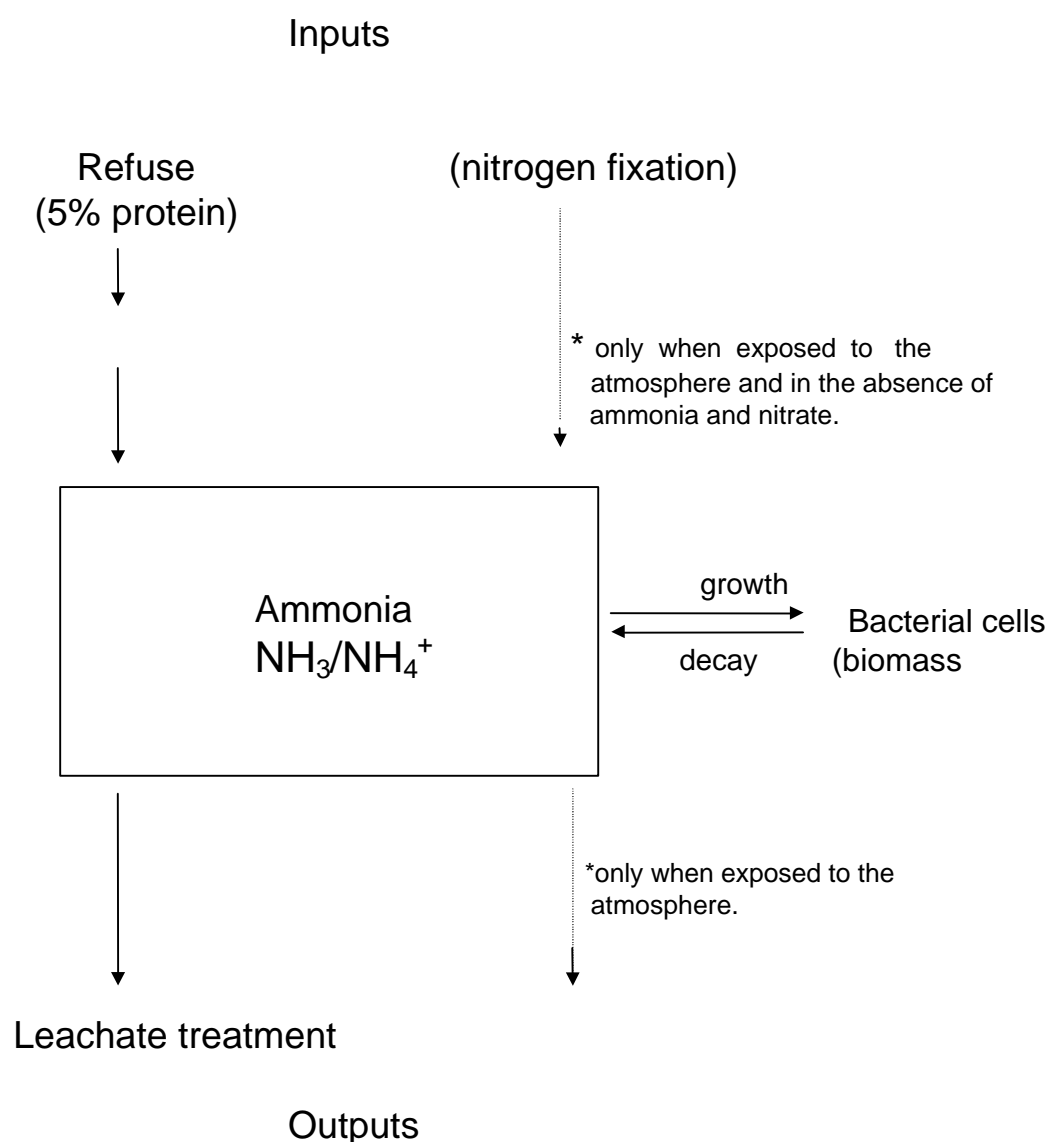 Inputs
Refuse
(5% protein)
(nitrogen fixation)
* only when exposed to the
atmosphere and in the absence of
ammonia and nitrate.
Ammonia
NH₃/NH₄⁺
growth
decay
Bacterial cells
(biomass
*only when exposed to the
atmosphere.
Leachate treatment
Outputs